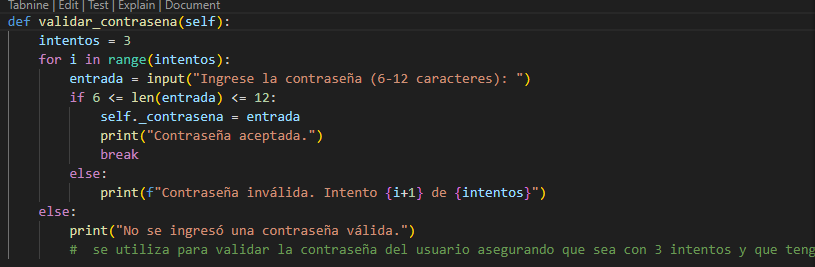 Tabnine | Edit | Test | Explain | Document
def validar_contrasena(self):
    intentos = 3
    for i in range(intentos):
        entrada = input("Ingrese la contraseña (6-12 caracteres): ")
        if 6 <= len(entrada) <= 12:
            self._contrasena = entrada
            print("Contraseña aceptada.")
            break
        else:
            print(f"Contraseña inválida. Intento {i+1} de {intentos}")
    else:
        print("No se ingresó una contraseña válida.")
        #  se utiliza para validar la contraseña del usuario asegurando que sea con 3 intentos y que teng